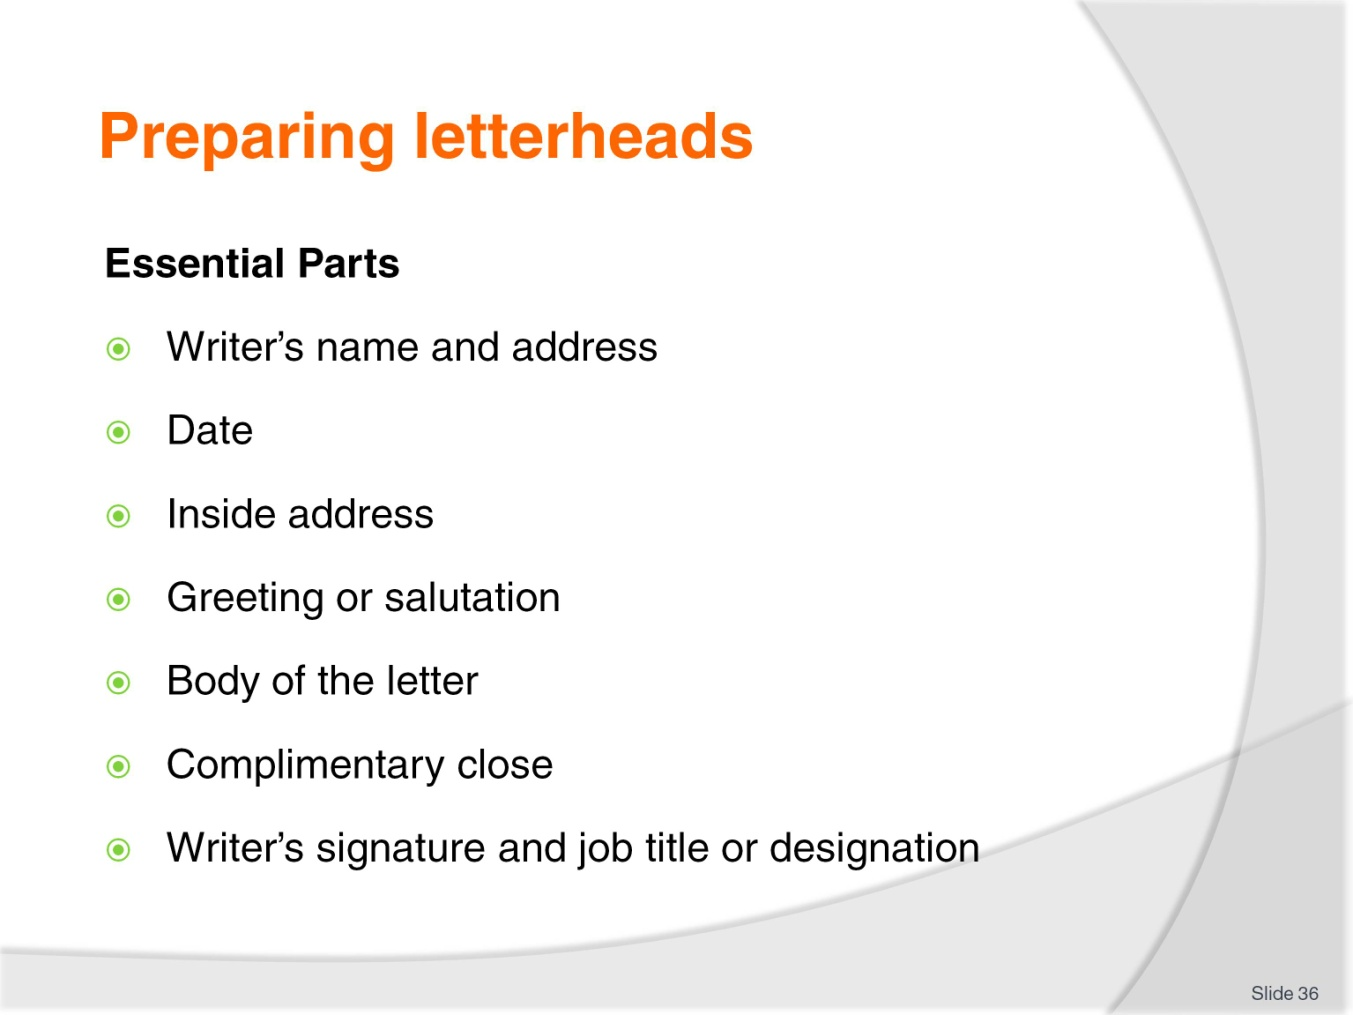 Preparing letterheads
Essential Parts
Writer’s name and address
Date
Inside address
Greeting or salutation
Body of the letter
Complimentary close
Writer’s signature and job title or designation
Slide 36